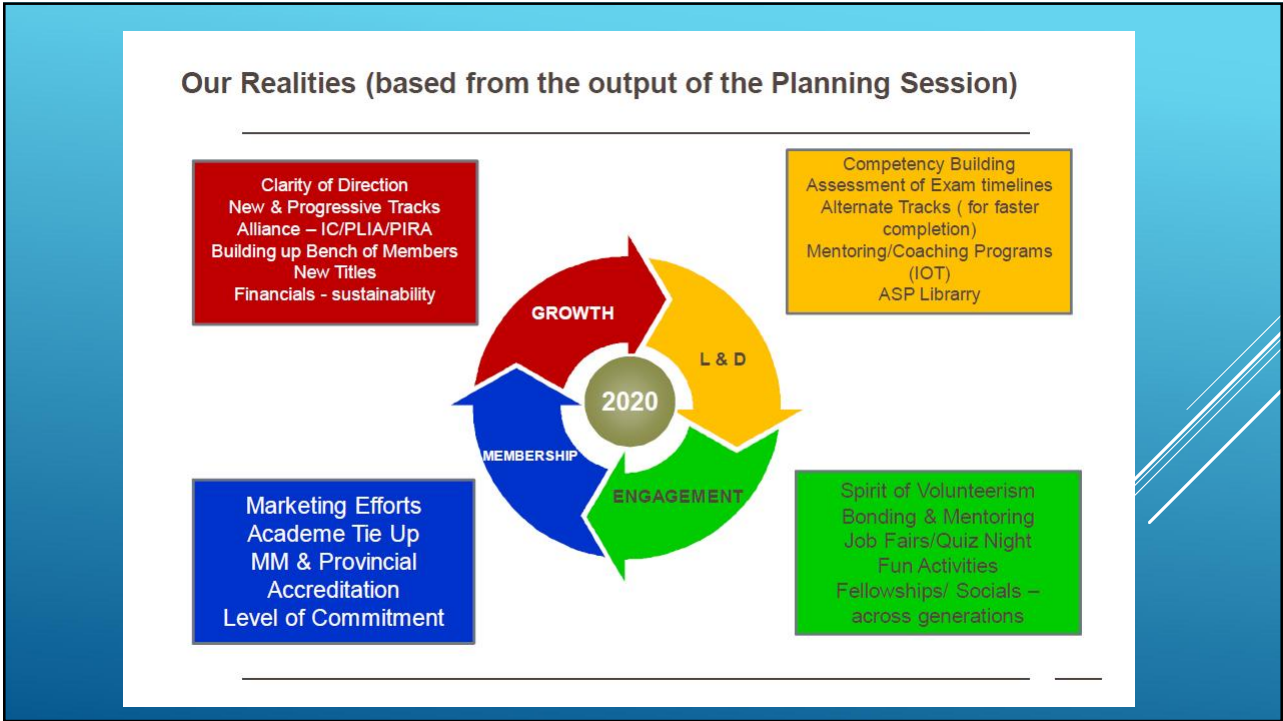 Our Realities (based from the output of the Planning Session)
Clarity of Direction
New & Progressive Tracks
Alliance – IC/PLIA/PIRA
Building up Bench of Members
New Titles
Financials - sustainability
Competency Building
Assessment of Exam timelines
Alternate Tracks ( for faster
completion)
Mentoring/Coaching Programs
(IOT)
ASP Librarry
GROWTH
L & D
2020
MEMBERSHIP
ENGAGEMENT
Marketing Efforts
Academe Tie Up
MM & Provincial
Accreditation
Level of Commitment
Spirit of Volunteerism
Bonding & Mentoring
Job Fairs/Quiz Night
Fun Activities
Fellowships/ Socials –
across generations